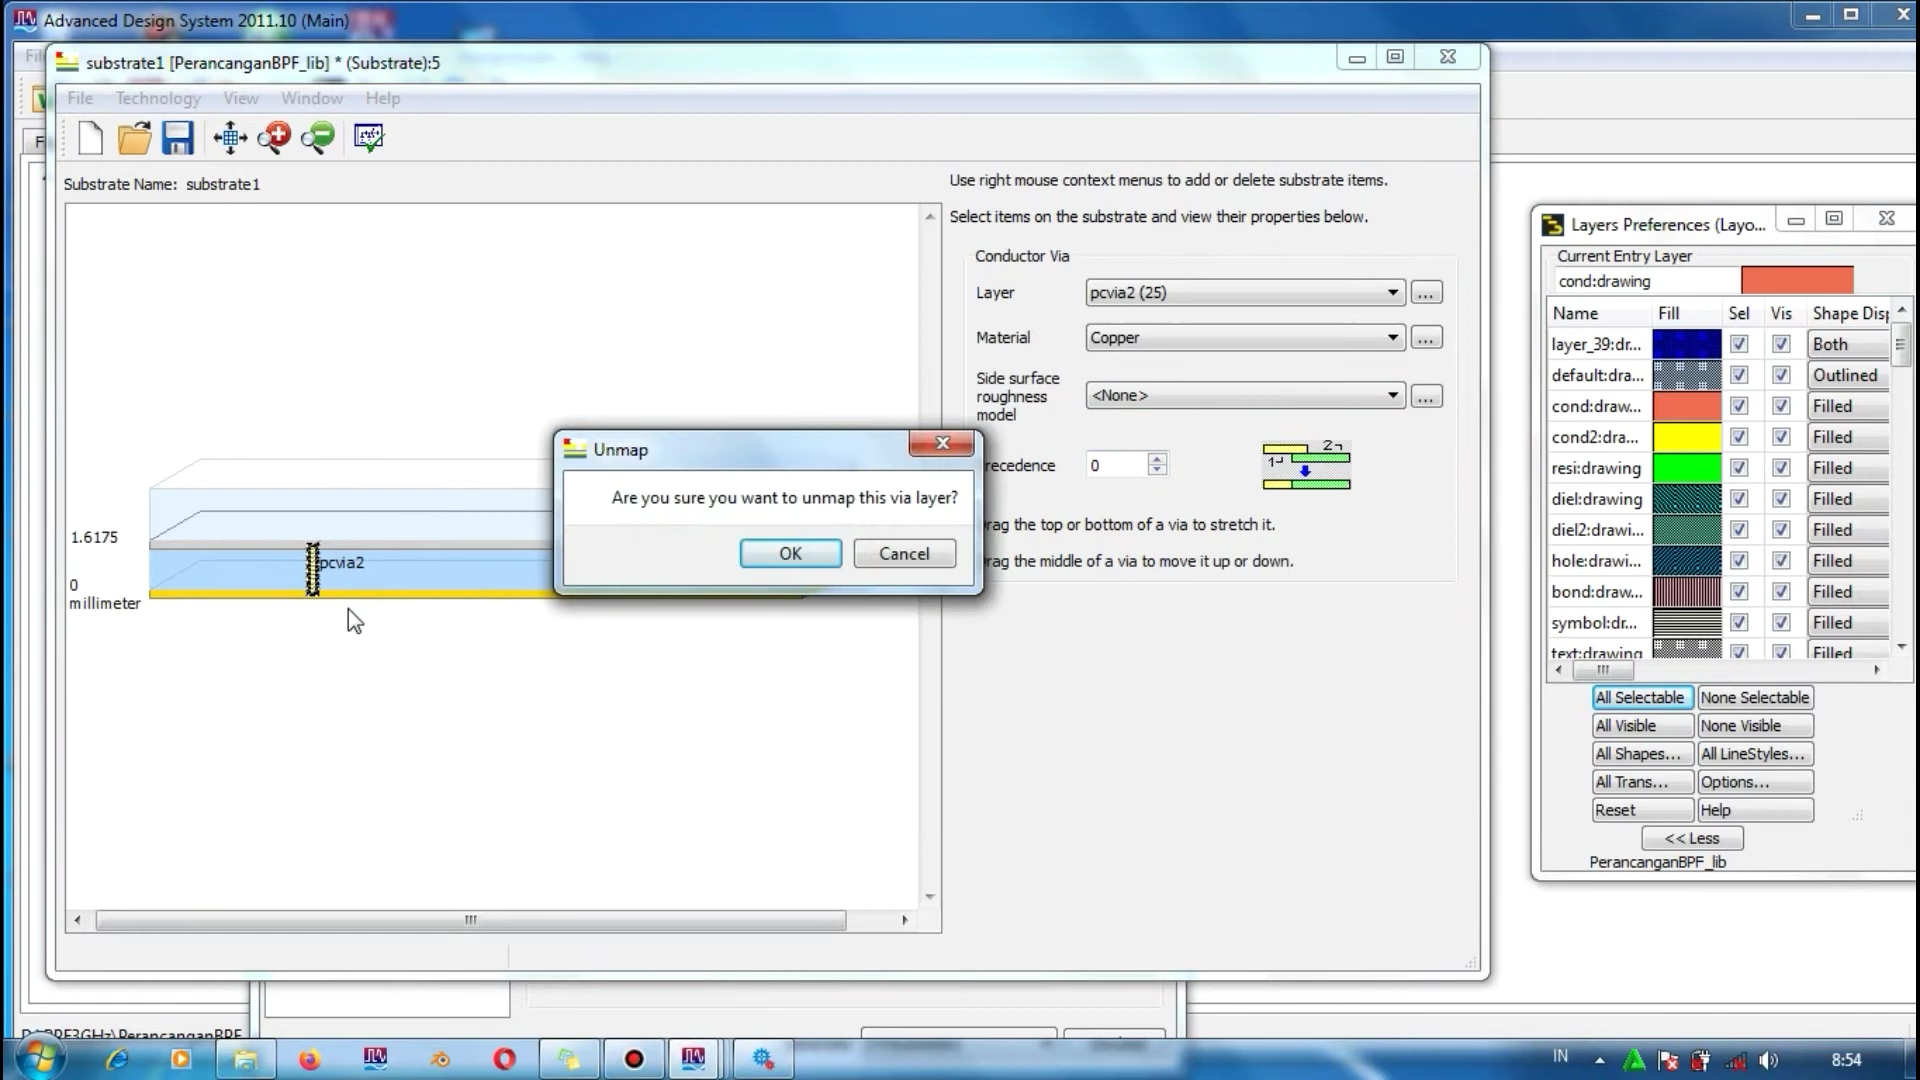 Advanced Design System 2011.10 (Main)
substrate1 [PerancanganBPF_lib] * (Substrate):5
File Technology View Window Help
Substrate Name: substrate1
Use right mouse context menus to add or delete substrate items.
Select items on the substrate and view their properties below.
Conductor Via
Layer pcvia2 (25) ...
Material Copper ...
Side surface
roughness
model
<None> ...
recedence 0
1 2
rag the top or bottom of a via to stretch it.
rag the middle of a via to move it up or down.
1.6175
0
millimeter
pcvia2
Unmap
Are you sure you want to unmap this via layer?
OK Cancel
Layers Preferences (Layo...
Current Entry Layer
cond:drawing
Name Fill Sel Vis Shape Disp
layer_39:dr... Both
default:dra... Outlined
cond:draw... Filled
cond2:dra... Filled
resi:drawing Filled
diel:drawing Filled
diel2:drawi... Filled
hole:drawi... Filled
bond:draw... Filled
symbol:dr... Filled
text:drawing Filled
All Selectable None Selectable
All Visible None Visible
All Shapes... All LineStyles...
All Trans... Options...
Reset Help
<< Less
PerancanganBPF_lib
D:\BPF3GHz\PerancanganBPF
IN 8:54